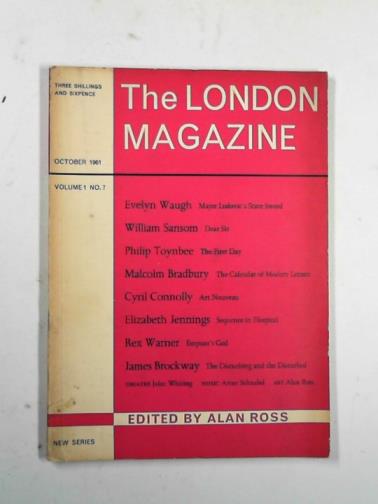 THREE SHILLINGS
AND SIXPENCE
The LONDON
MAGAZINE
OCTOBER 1961
VOLUME 1 NO. 7
Evelyn Waugh Major Ludovic's State Sword
William Sansom Dear Sir
Philip Toynbee The First Day
Malcolm Bradbury The Calendar of Modern Letters
Cyril Connolly Art Nouveau
Elizabeth Jennings Sequence in Hospital
Rex Warner Empson's God
James Brockway The Disturbing and the Disturbed
THEATRE John Whiting MUSIC Artur Schnabel ART Alan Ross
EDITED BY ALAN ROSS
NEW SERIES